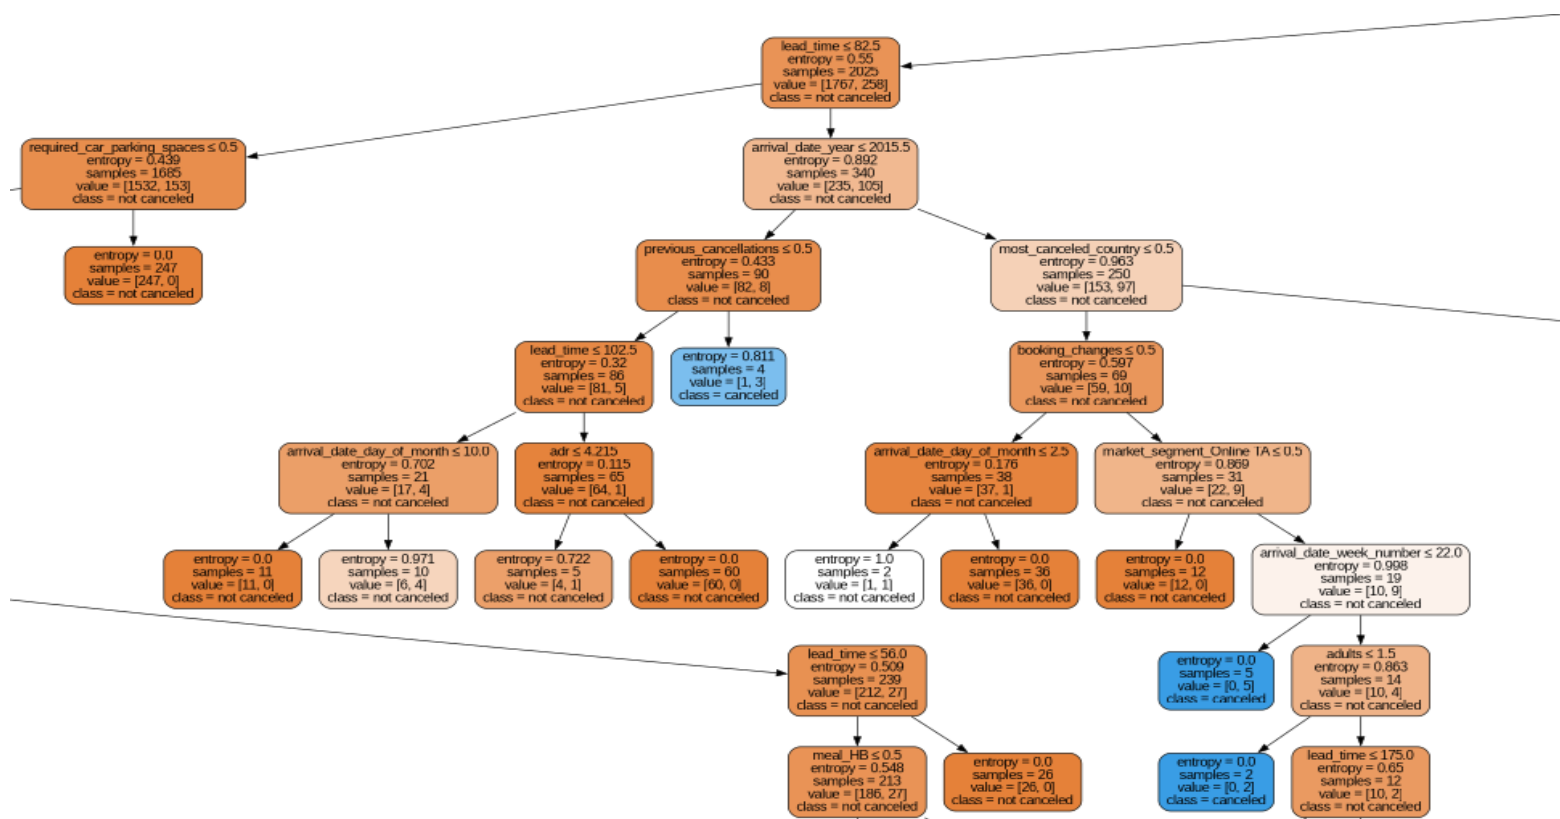 lead_time ≤ 82.5
entropy = 0.55
samples = 2025
value = [1767, 258]
class = not canceled
required_car_parking_spaces ≤ 0.5
entropy = 0.439
samples = 1685
value = [1532, 153]
class = not canceled
arrival_date_year ≤ 2015.5
entropy = 0.892
samples = 340
value = [235, 105]
class = not canceled
entropy = 0.0
samples = 247
value = [247, 0]
class = not canceled
previous_cancellations ≤ 0.5
entropy = 0.433
samples = 90
value = [82, 8]
class = not canceled
most_canceled_country ≤ 0.5
entropy = 0.963
samples = 250
value = [153, 97]
class = not canceled
lead_time ≤ 102.5
entropy = 0.32
samples = 86
value = [81, 5]
class = not canceled
entropy = 0.811
samples = 4
value = [1, 3]
class = canceled
booking_changes ≤ 0.5
entropy = 0.597
samples = 69
value = [59, 10]
class = not canceled
arrival_date_day_of_month ≤ 10.0
entropy = 0.702
samples = 21
value = [17, 4]
class = not canceled
adr ≤ 4.215
entropy = 0.115
samples = 65
value = [64, 1]
class = not canceled
arrival_date_day_of_month ≤ 2.5
entropy = 0.176
samples = 38
value = [37, 1]
class = not canceled
market_segment_Online TA ≤ 0.5
entropy = 0.869
samples = 31
value = [22, 9]
class = not canceled
entropy = 0.0
samples = 11
value = [11, 0]
class = not canceled
entropy = 0.971
samples = 10
value = [6, 4]
class = not canceled
entropy = 0.722
samples = 5
value = [4, 1]
class = not canceled
entropy = 0.0
samples = 60
value = [60, 0]
class = not canceled
entropy = 1.0
samples = 2
value = [1, 1]
class = not canceled
entropy = 0.0
samples = 36
value = [36, 0]
class = not canceled
entropy = 0.0
samples = 12
value = [12, 0]
class = not canceled
arrival_date_week_number ≤ 22.0
entropy = 0.998
samples = 19
value = [10, 9]
class = not canceled
lead_time ≤ 56.0
entropy = 0.509
samples = 239
value = [212, 27]
class = not canceled
entropy = 0.0
samples = 5
value = [0, 5]
class = canceled
adults ≤ 1.5
entropy = 0.863
samples = 14
value = [10, 4]
class = not canceled
meal_HB ≤ 0.5
entropy = 0.548
samples = 213
value = [186, 27]
class = not canceled
entropy = 0.0
samples = 26
value = [26, 0]
class = not canceled
entropy = 0.0
samples = 2
value = [0, 2]
class = canceled
lead_time ≤ 175.0
entropy = 0.65
samples = 12
value = [10, 2]
class = not canceled